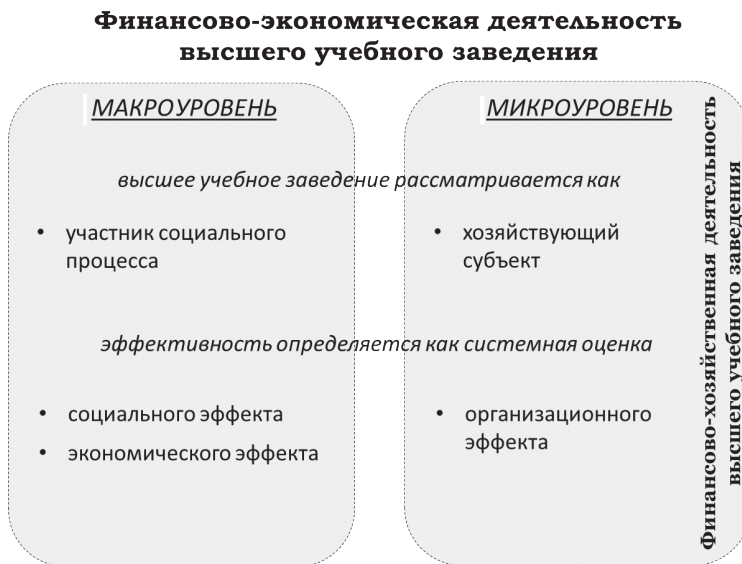 Финансово-экономическая деятельность
высшего учебного заведения
МАКРОУРОВЕНЬ
МИКРОУРОВЕНЬ
высшее учебное заведение рассматривается как
• участник социального
процесса
• хозяйствующий
субъект
эффективность определяется как системная оценка
• социального эффекта
• экономического эффекта
• организационного
эффекта
Финансово-хозяйственная деятельность
высшего учебного заведения